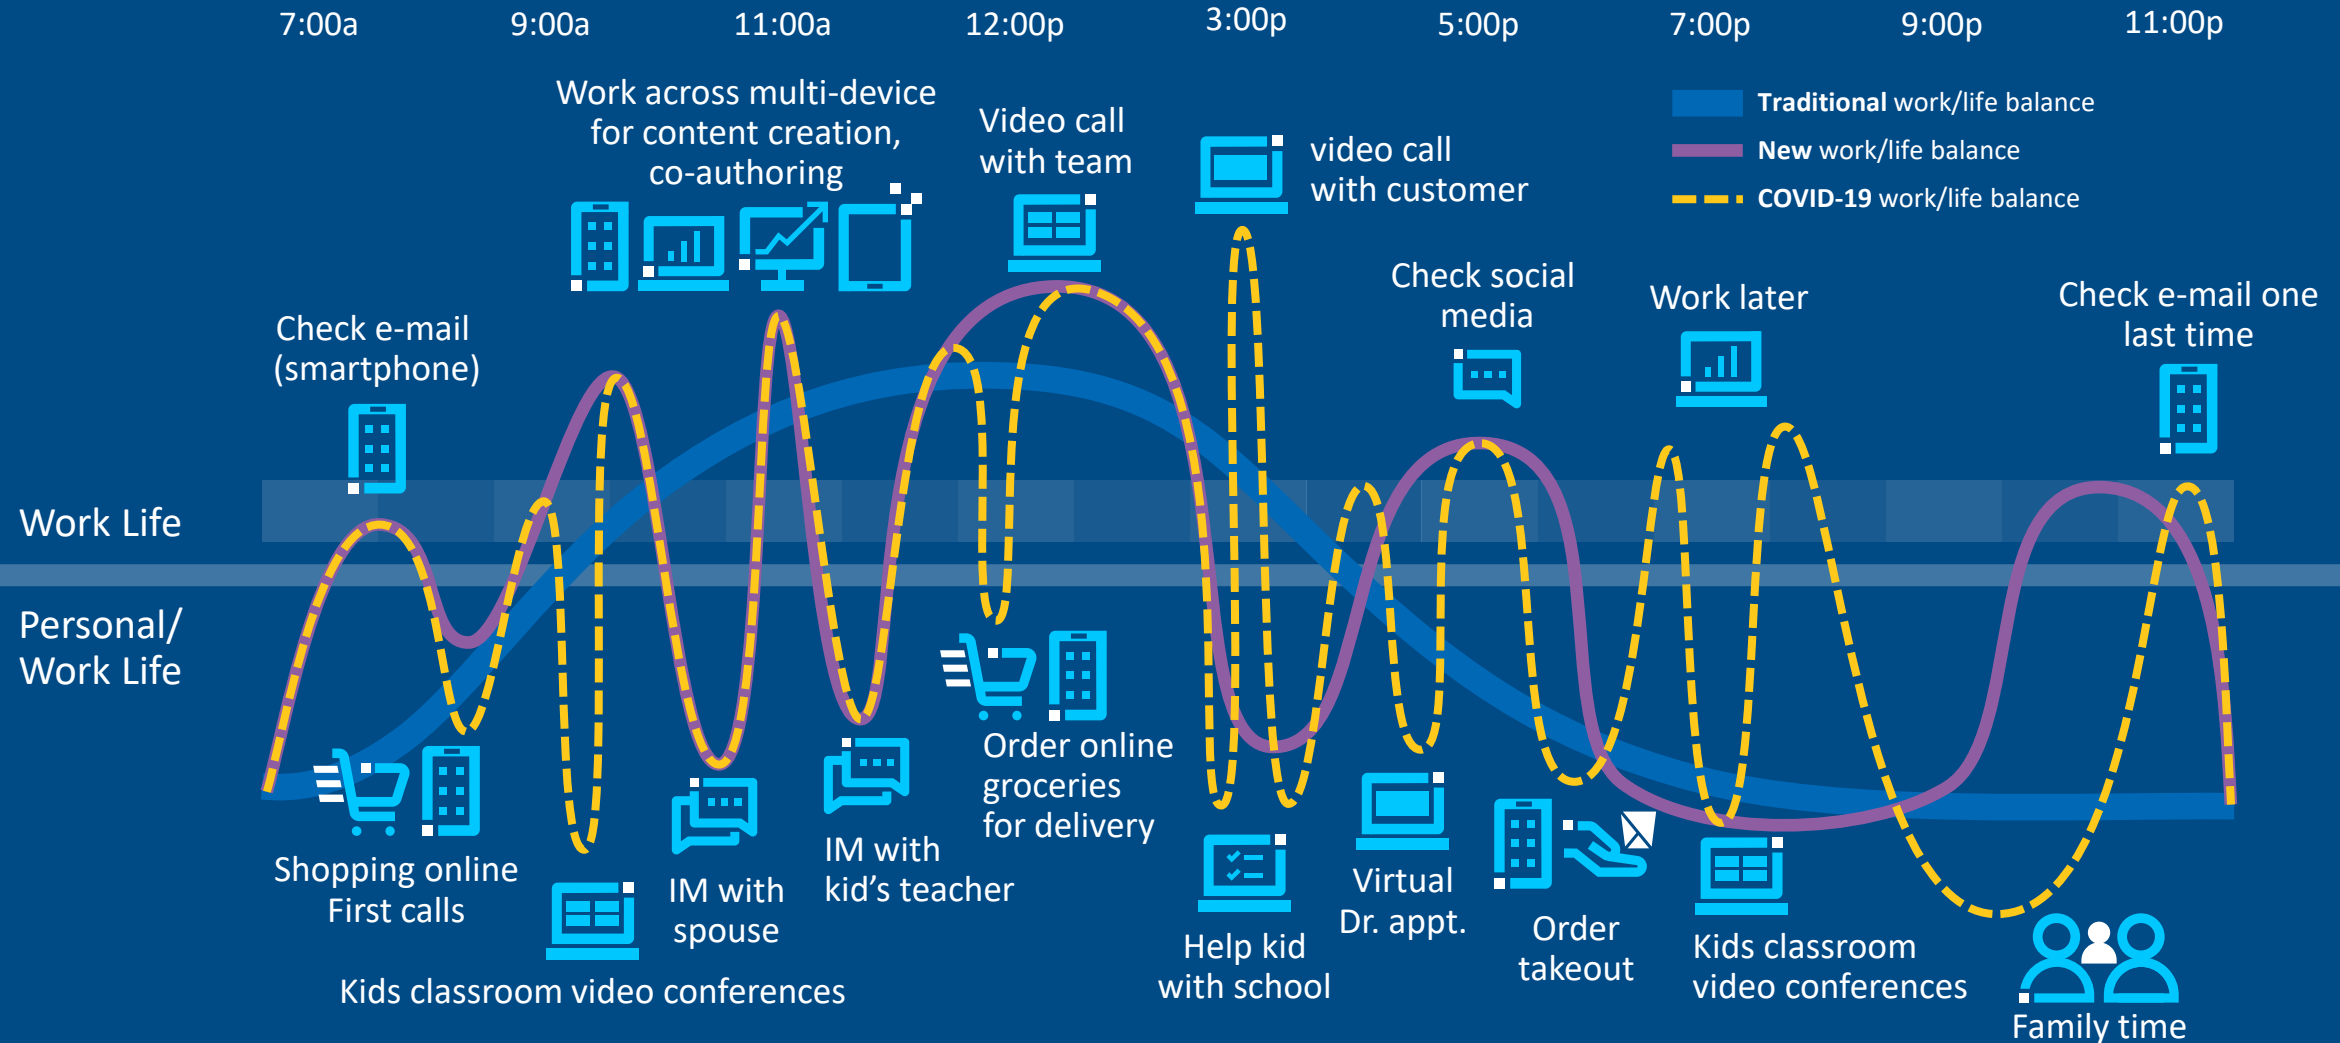 7:00a
9:00a
11:00a
12:00p
3:00p
5:00p
7:00p
9:00p
11:00p
Traditional work/life balance
New work/life balance
COVID-19 work/life balance
Check e-mail
(smartphone)
Work across multi-device
for content creation,
co-authoring
Video call
with team
video call
with customer
Check social
media
Work later
Check e-mail one
last time
Work Life
Personal/
Work Life
Shopping online
First calls
Kids classroom video conferences
IM with
spouse
IM with
kid’s teacher
Order online
groceries
for delivery
Help kid
with school
Virtual
Dr. appt.
Order
takeout
Kids classroom
video conferences
Family time